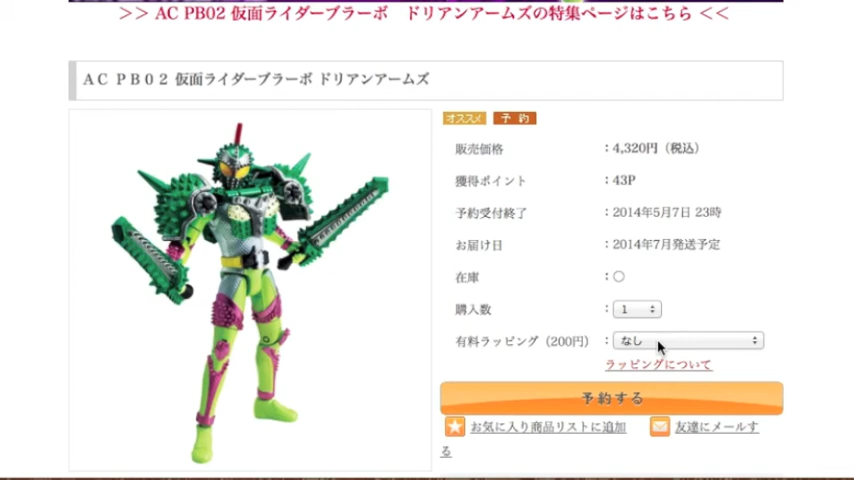 >> AC PB02 仮面ライダーブラーボ ドリアンアームズの特集ページはこちら <<
AC PB02 仮面ライダーブラーボ ドリアンアームズ
オススメ 予約
販売価格 : 4,320円（税込）
獲得ポイント : 43P
予約受付終了 : 2014年5月7日 23時
お届け日 : 2014年7月発送予定
在庫 : ○
購入数 : 1
有料ラッピング（200円） : なし
ラッピングについて
予約する
お気に入り商品リストに追加 友達にメールす
る